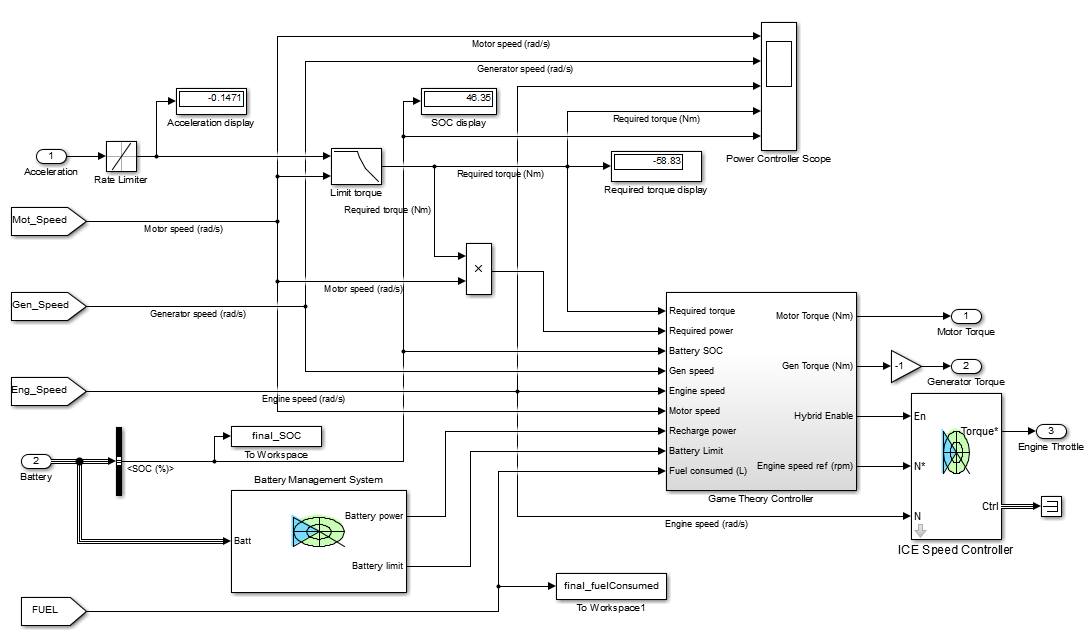 Motor speed (rad/s)
Generator speed (rad/s)
-0.1471
Acceleration display
46.35
SOC display
Required torque (Nm)
Power Controller Scope
1
Acceleration
Rate Limiter
Limit torque
Required torque (Nm)
-58.83
Required torque display
Required torque (Nm)
Mot_Speed
Motor speed (rad/s)
×
Motor speed (rad/s)
Gen_Speed
Generator speed (rad/s)
Required torque
Motor Torque (Nm)
1
Motor Torque
Required power
Battery SOC
Gen speed
Gen Torque (Nm)
-1
2
Generator Torque
Eng_Speed
Engine speed (rad/s)
Engine speed
Motor speed
Hybrid Enable
En
Recharge power
Torque*
3
Engine Throttle
final_SOC
To Workspace
Battery Limit
2
Battery
<SOC (%)>
Fuel consumed (L)
Engine speed ref (rpm)
N*
Game Theory Controller
Battery Management System
Ctrl
Battery power
Engine speed (rad/s)
N
Batt
ICE Speed Controller
Battery limit
final_fuelConsumed
To Workspace1
FUEL